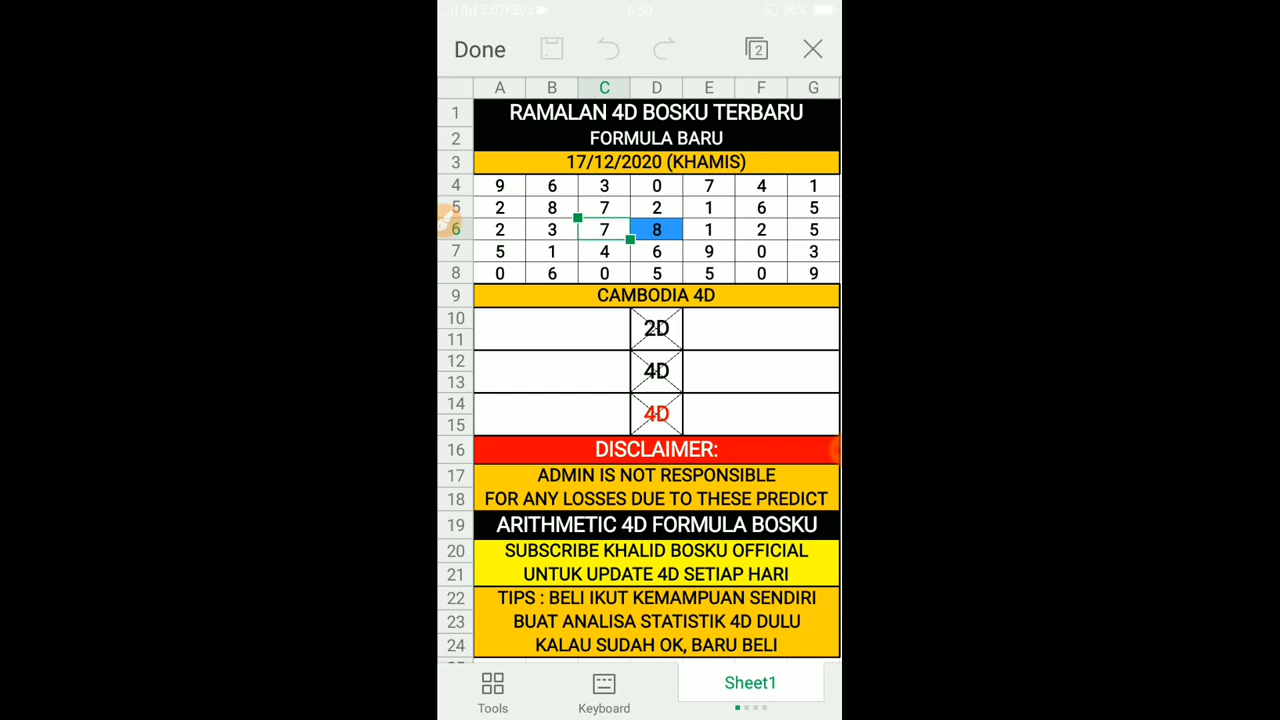 5.07KB/s 6:50 96%
Done 2
A B C D E F G
1 RAMALAN 4D BOSKU TERBARU
2 FORMULA BARU
3 17/12/2020 (KHAMIS)
4 9 6 3 0 7 4 1
5 2 8 7 2 1 6 5
6 2 3 7 8 1 2 5
7 5 1 4 6 9 0 3
8 0 6 0 5 5 0 9
9 CAMBODIA 4D
10
2D
11
12
4D
13
14
4D
15
16 DISCLAIMER:
17 ADMIN IS NOT RESPONSIBLE
18 FOR ANY LOSSES DUE TO THESE PREDICT
19 ARITHMETIC 4D FORMULA BOSKU
20 SUBSCRIBE KHALID BOSKU OFFICIAL
21 UNTUK UPDATE 4D SETIAP HARI
22 TIPS : BELI IKUT KEMAMPUAN SENDIRI
23 BUAT ANALISA STATISTIK 4D DULU
24 KALAU SUDAH OK, BARU BELI
Tools Keyboard Sheet1